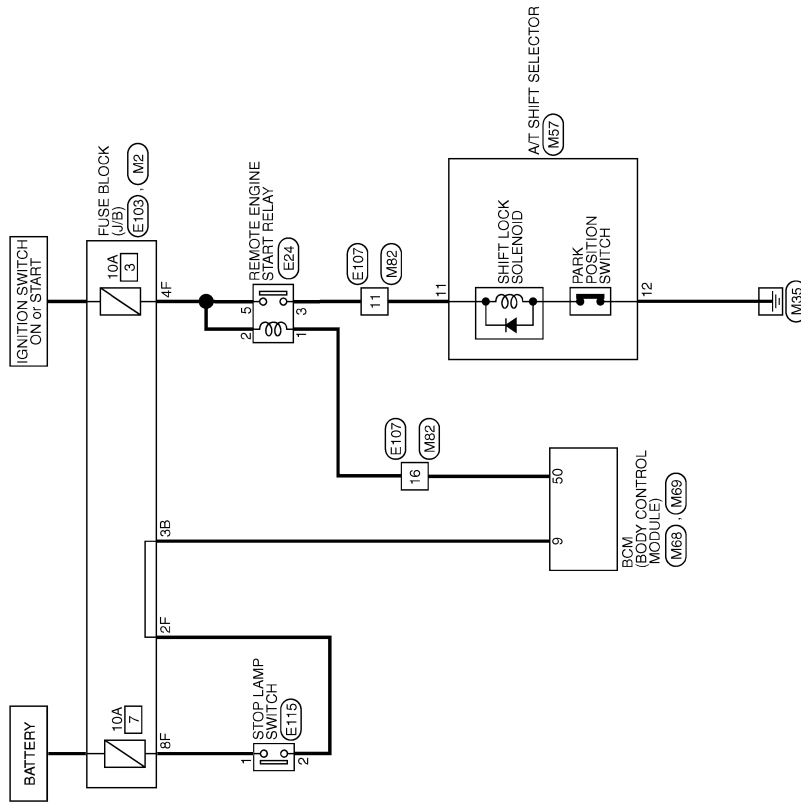 BATTERY
10A
7
8F
1
2
STOP LAMP
SWITCH
E115
2F
3B
IGNITION SWITCH
ON or START
10A
3
4F
FUSE BLOCK
(J/B)
E103 , M2
5
2
3
1
REMOTE ENGINE
START RELAY
E24
11
E107
M82
16
E107
M82
9
50
BCM
(BODY CONTROL
MODULE)
M68 , M69
11
SHIFT LOCK
SOLENOID
PARK
POSITION
SWITCH
12
A/T SHIFT SELECTOR
M57
M35